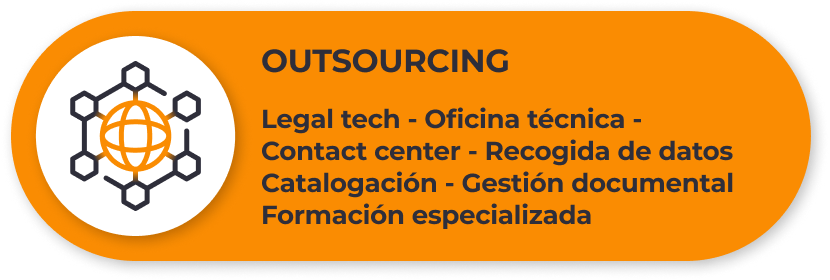 OUTSOURCING
Legal tech - Oficina técnica -
Contact center - Recogida de datos
Catalogación - Gestión documental
Formación especializada